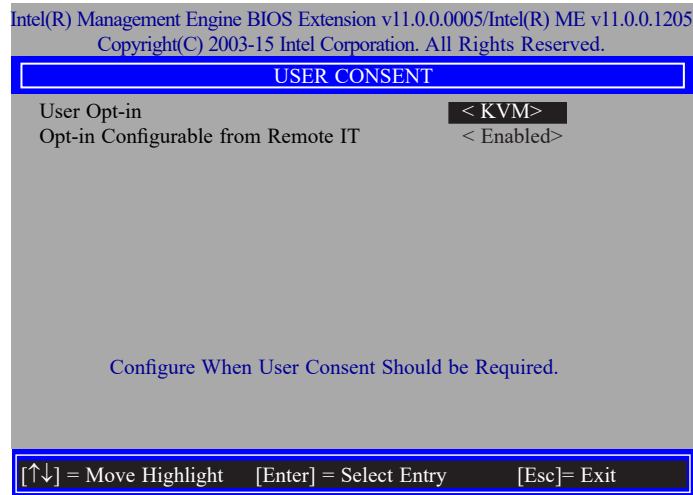 Intel(R) Management Engine BIOS Extension v11.0.0.0005/Intel(R) ME v11.0.0.1205
Copyright(C) 2003-15 Intel Corporation. All Rights Reserved.
USER CONSENT
User Opt-in < KVM>
Opt-in Configurable from Remote IT < Enabled>
Configure When User Consent Should be Required.
[↑↓] = Move Highlight [Enter] = Select Entry [Esc]= Exit